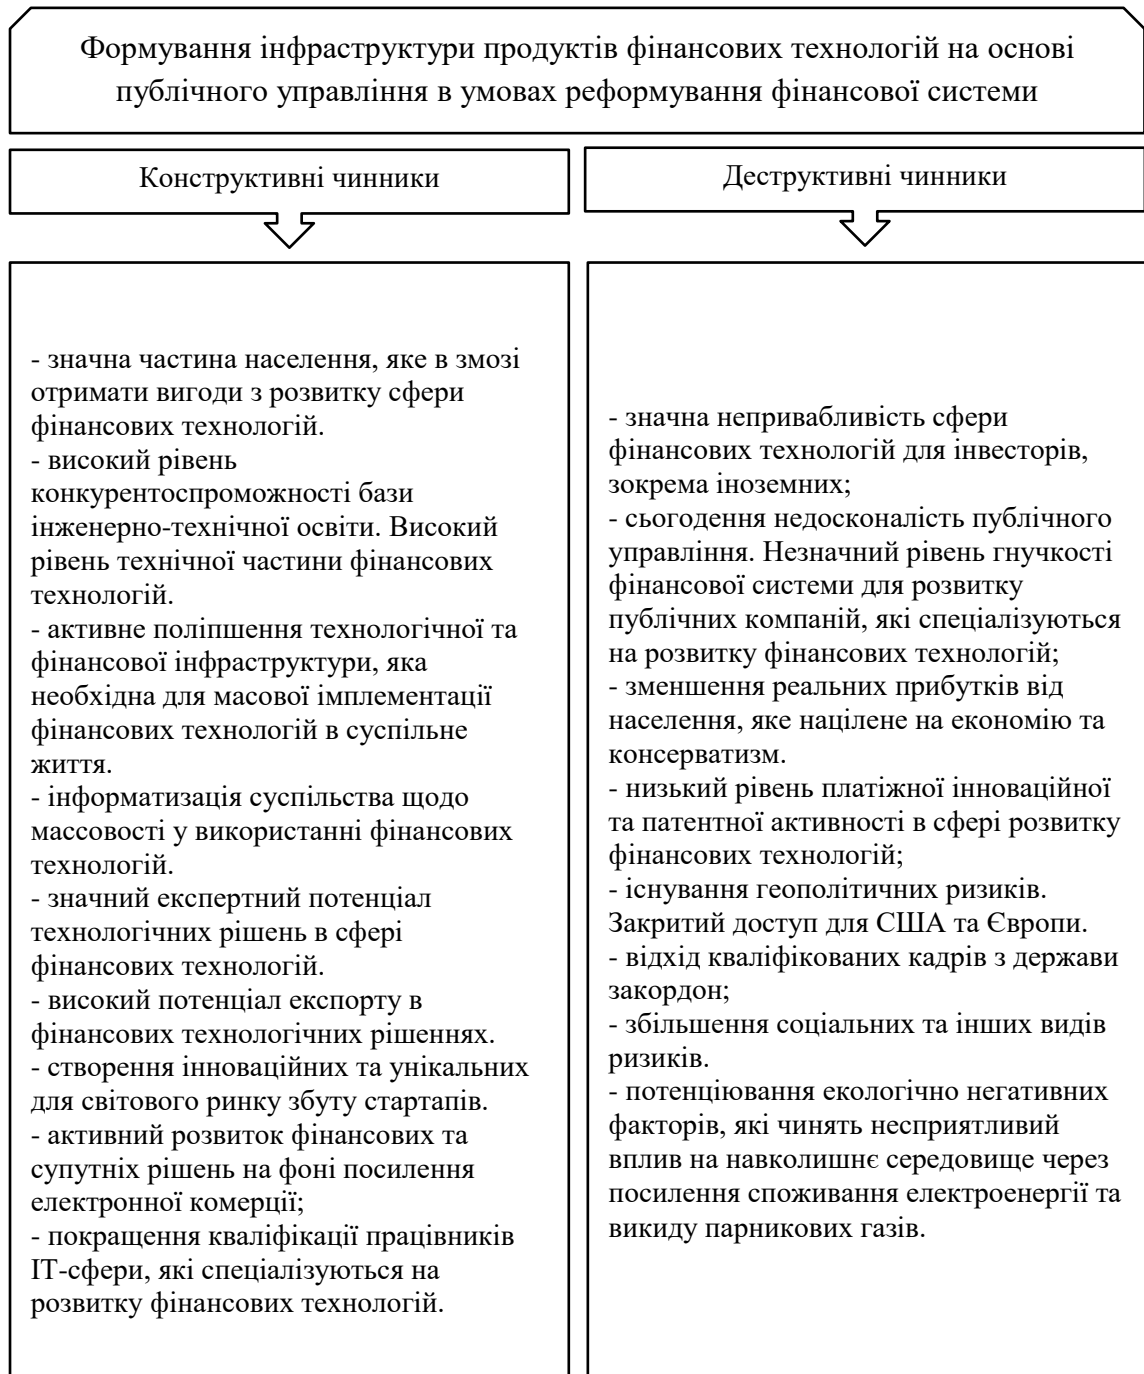 Формування інфраструктури продуктів фінансових технологій на основі
публічного управління в умовах реформування фінансової системи
Конструктивні чинники
Деструктивні чинники
- значна частина населення, яке в змозі
отримати вигоди з розвитку сфери
фінансових технологій.
- високий рівень
конкурентоспроможності бази
інженерно-технічної освіти. Високий
рівень технічної частини фінансових
технологій.
- активне поліпшення технологічної та
фінансової інфраструктури, яка
необхідна для масової імплементації
фінансових технологій в суспільне
життя.
- інформатизація суспільства щодо
массовості у використанні фінансових
технологій.
- значний експертний потенціал
технологічних рішень в сфері
фінансових технологій.
- високий потенціал експорту в
фінансових технологічних рішеннях.
- створення інноваційних та унікальних
для світового ринку збуту стартапів.
- активний розвиток фінансових та
супутніх рішень на фоні посилення
електронної комерції;
- покращення кваліфікації працівників
ІТ-сфери, які спеціалізуються на
розвитку фінансових технологій.
- значна непривабливість сфери
фінансових технологій для інвесторів,
зокрема іноземних;
- сьогодення недосконалість публічного
управління. Незначний рівень гнучкості
фінансової системи для розвитку
публічних компаній, які спеціалізуються
на розвитку фінансових технологій;
- зменшення реальних прибутків від
населення, яке націлене на економію та
консерватизм.
- низький рівень платіжної інноваційної
та патентної активності в сфері розвитку
фінансових технологій;
- існування геополітичних ризиків.
Закритий доступ для США та Європи.
- відхід кваліфікованих кадрів з держави
закордон;
- збільшення соціальних та інших видів
ризиків.
- потенціювання екологічно негативних
факторів, які чинять несприятливий
вплив на навколишнє середовище через
посилення споживання електроенергії та
викиду парникових газів.